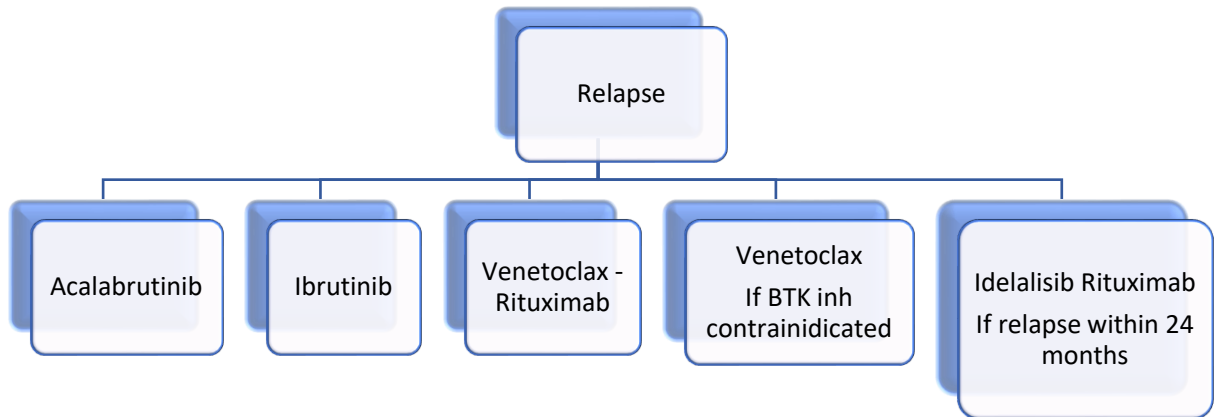 Relapse
Acalabrutinib
Ibrutinib
Venetoclax -
Rituximab
Venetoclax
If BTK inh
contrainidicated
Idelalisib Rituximab
If relapse within 24
months